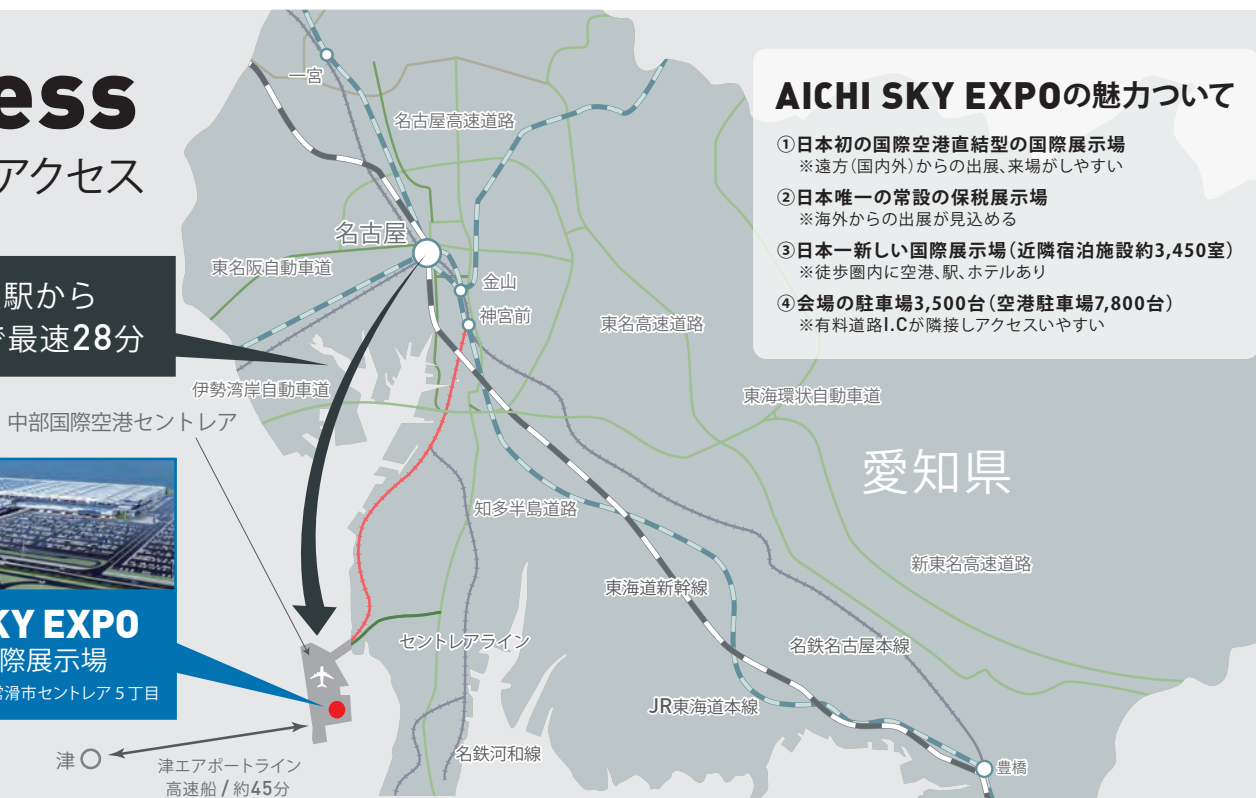 ess
アクセス
駅から
最速28分
中部国際空港セントレア
KY EXPO
際展示場
常滑市セントレア5丁目
津
津エアポートライン
高速船 / 約45分
一宮
名古屋高速道路
名古屋
東名阪自動車道
金山
神宮前
東名高速道路
伊勢湾岸自動車道
東海環状自動車道
愛知県
知多半島道路
新東名高速道路
東海道新幹線
セントレアライン
名鉄名古屋本線
JR東海道本線
名鉄河和線
豊橋
AICHI SKY EXPOの魅力ついて
①日本初の国際空港直結型の国際展示場
※遠方(国内外)からの出展、来場がしやすい
②日本唯一の常設の保税展示場
※海外からの出展が見込める
③日本一新しい国際展示場(近隣宿泊施設約3,450室)
※徒歩圏内に空港、駅、ホテルあり
④会場の駐車場3,500台(空港駐車場7,800台)
※有料道路I.Cが隣接しアクセスいやすい